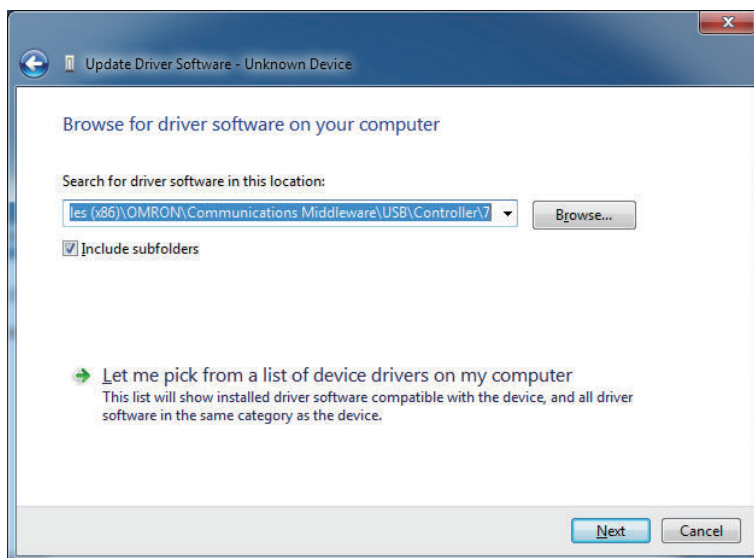 x
Update Driver Software - Unknown Device
Browse for driver software on your computer
Search for driver software in this location:
les (x86)\OMRON\Communications Middleware\USB\Controller\7
Browse...
Include subfolders
Let me pick from a list of device drivers on my computer
This list will show installed driver software compatible with the device, and all driver
software in the same category as the device.
Next
Cancel